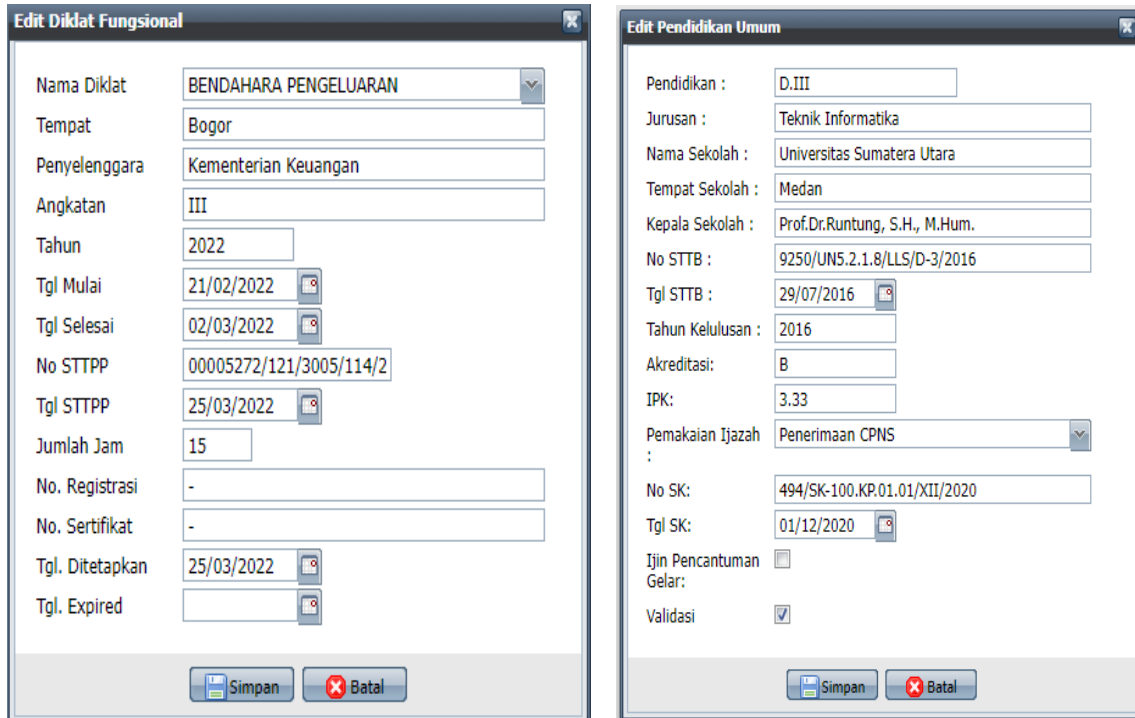 Edit Diklat Fungsional
Nama Diklat BENDAHARA PENGELUARAN
Tempat Bogor
Penyelenggara Kementerian Keuangan
Angkatan III
Tahun 2022
Tgl Mulai 21/02/2022
Tgl Selesai 02/03/2022
No STTPP 00005272/121/3005/114/2
Tgl STTPP 25/03/2022
Jumlah Jam 15
No. Registrasi -
No. Sertifikat -
Tgl. Ditetapkan 25/03/2022
Tgl. Expired
Simpan Batal
Edit Pendidikan Umum
Pendidikan : D.III
Jurusan : Teknik Informatika
Nama Sekolah : Universitas Sumatera Utara
Tempat Sekolah : Medan
Kepala Sekolah : Prof.Dr.Runtung, S.H., M.Hum.
No STTB : 9250/UN5.2.1.8/LLS/D-3/2016
Tgl STTB : 29/07/2016
Tahun Kelulusan : 2016
Akreditasi: B
IPK: 3.33
Pemakaian Ijazah Penerimaan CPNS
:
No SK: 494/SK-100.KP.01.01/XII/2020
Tgl SK: 01/12/2020
Ijin Pencantuman
Gelar:
Validasi
Simpan Batal